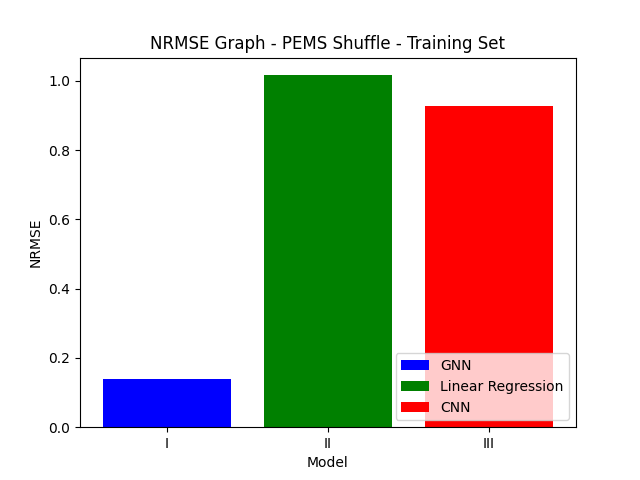 NRMSE Graph - PEMS Shuffle - Training Set
1.0
0.8
0.6
0.4
0.2
0.0
NRMSE
GNN
Linear Regression
CNN
I
II
III
Model